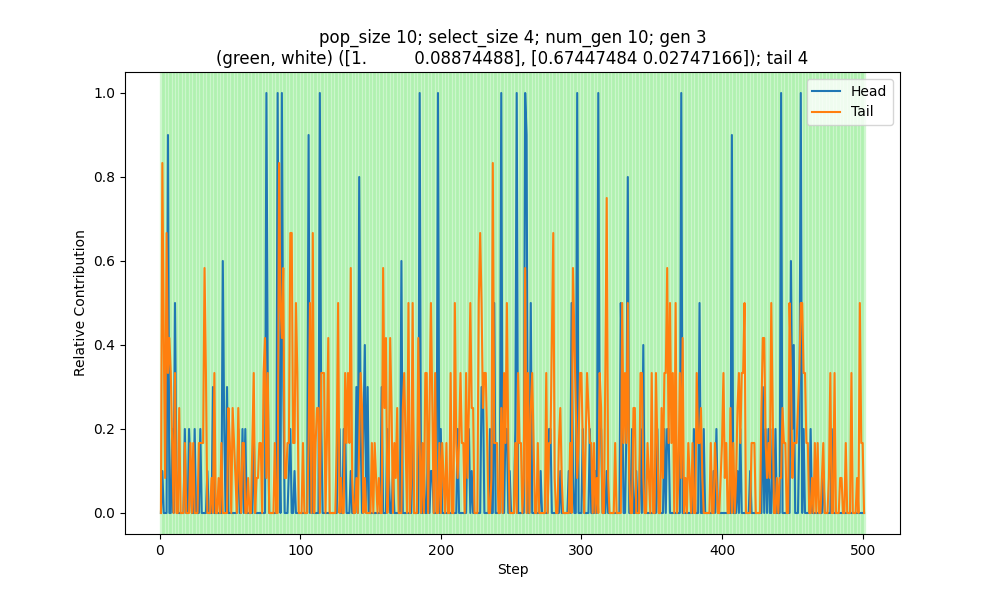 pop_size 10; select_size 4; num_gen 10; gen 3
(green, white) ([1.         0.08874488], [0.67447484 0.02747166]); tail 4
Head
Tail
Relative Contribution
1.0
0.8
0.6
0.4
0.2
0.0
0 100 200 300 400 500
Step